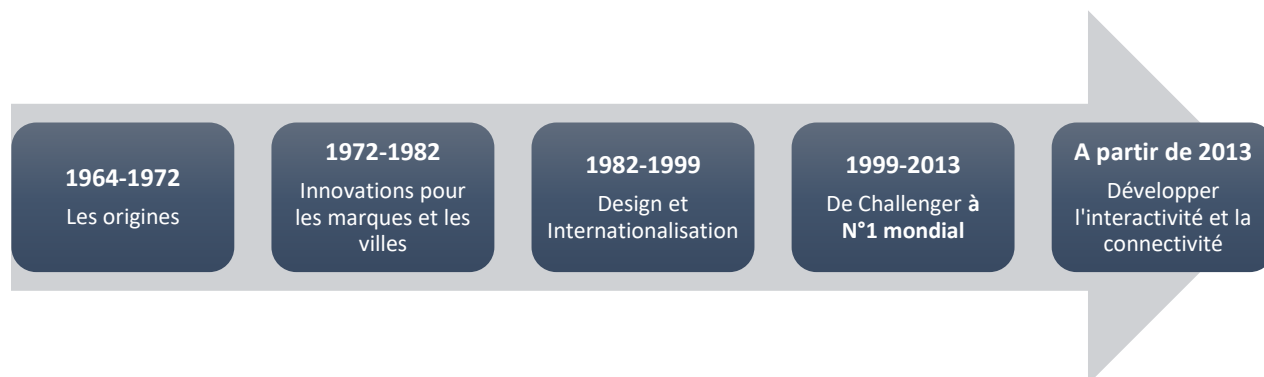 1964-1972
Les origines
1972-1982
Innovations pour
les marques et les
villes
1982-1999
Design et
Internationalisation
1999-2013
De Challenger à
N°1 mondial
A partir de 2013
Développer
l'interactivité et la
connectivité